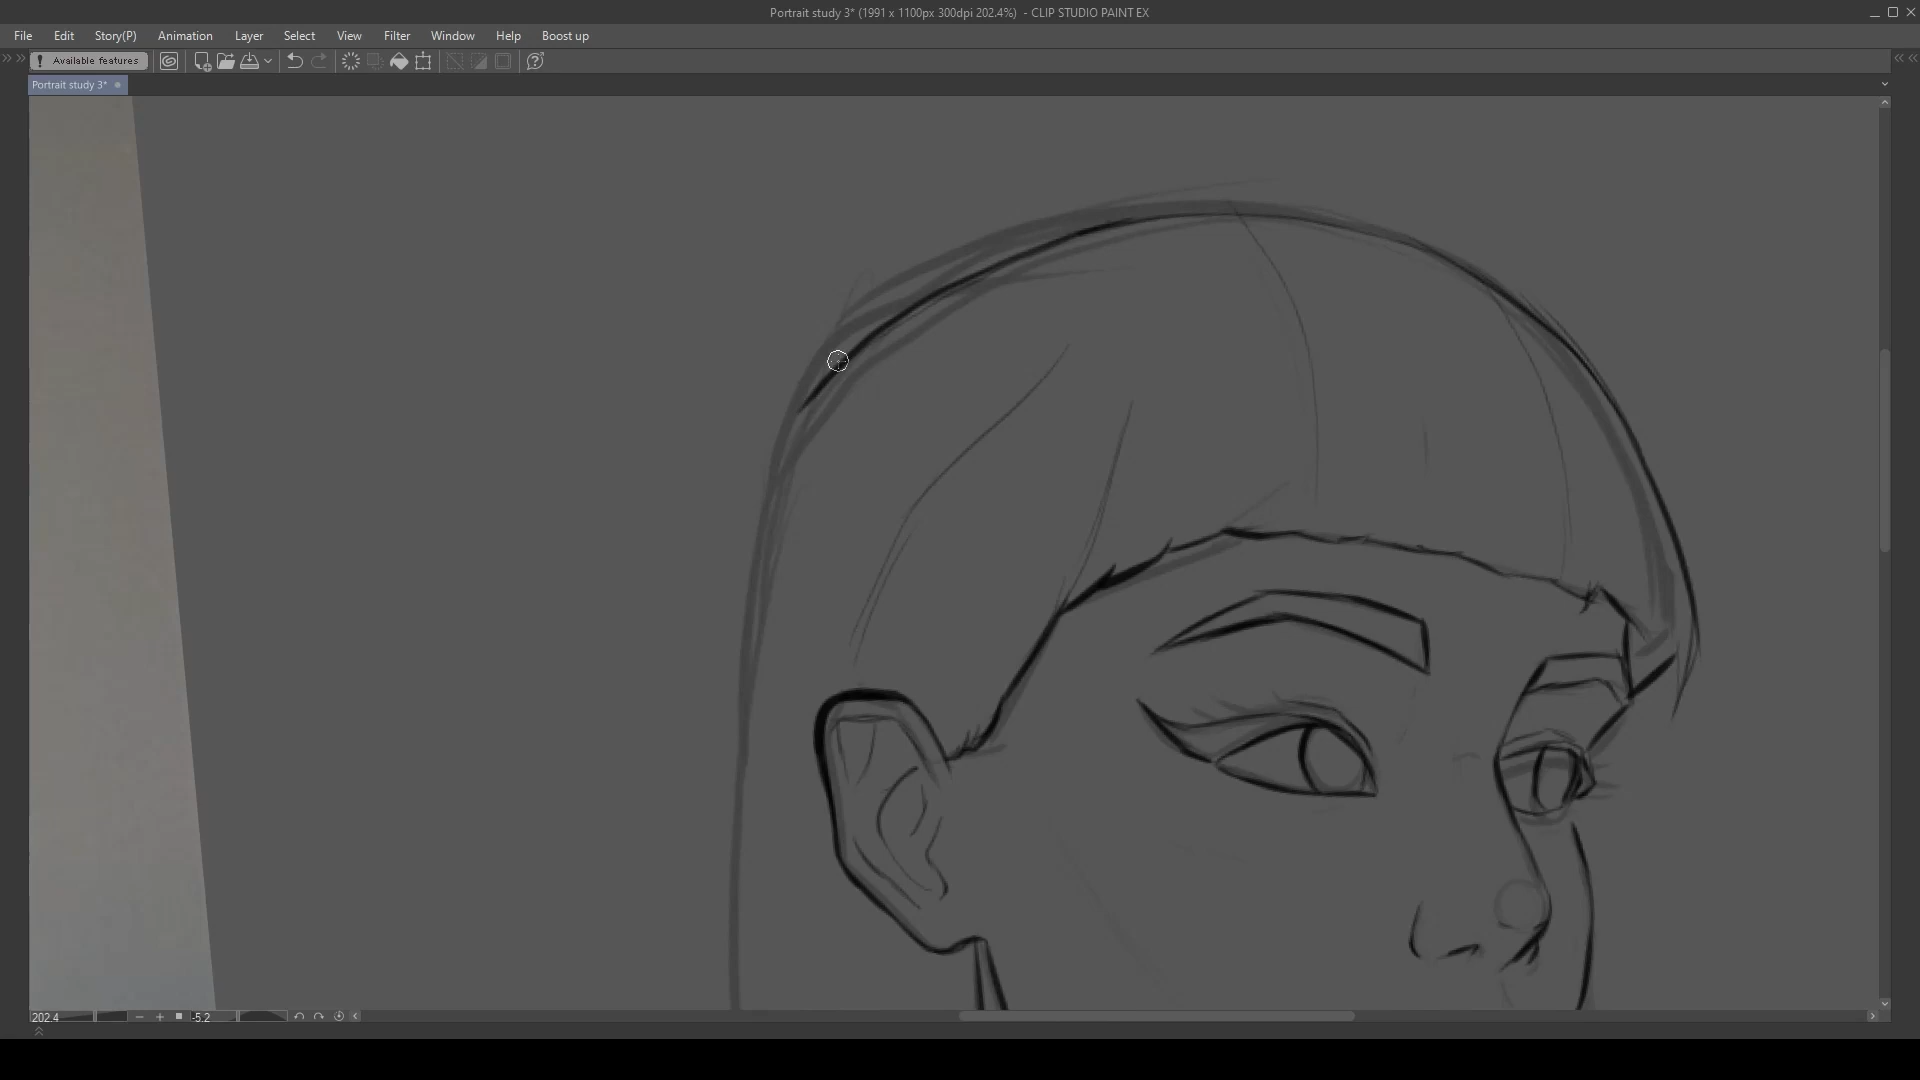 Portrait study 3* (1991 x 1100px 300dpi 202.4%) - CLIP STUDIO PAINT EX
File Edit Story(P) Animation Layer Select View Filter Window Help Boost up
Available features
Portrait study 3*
202.4 -5.2